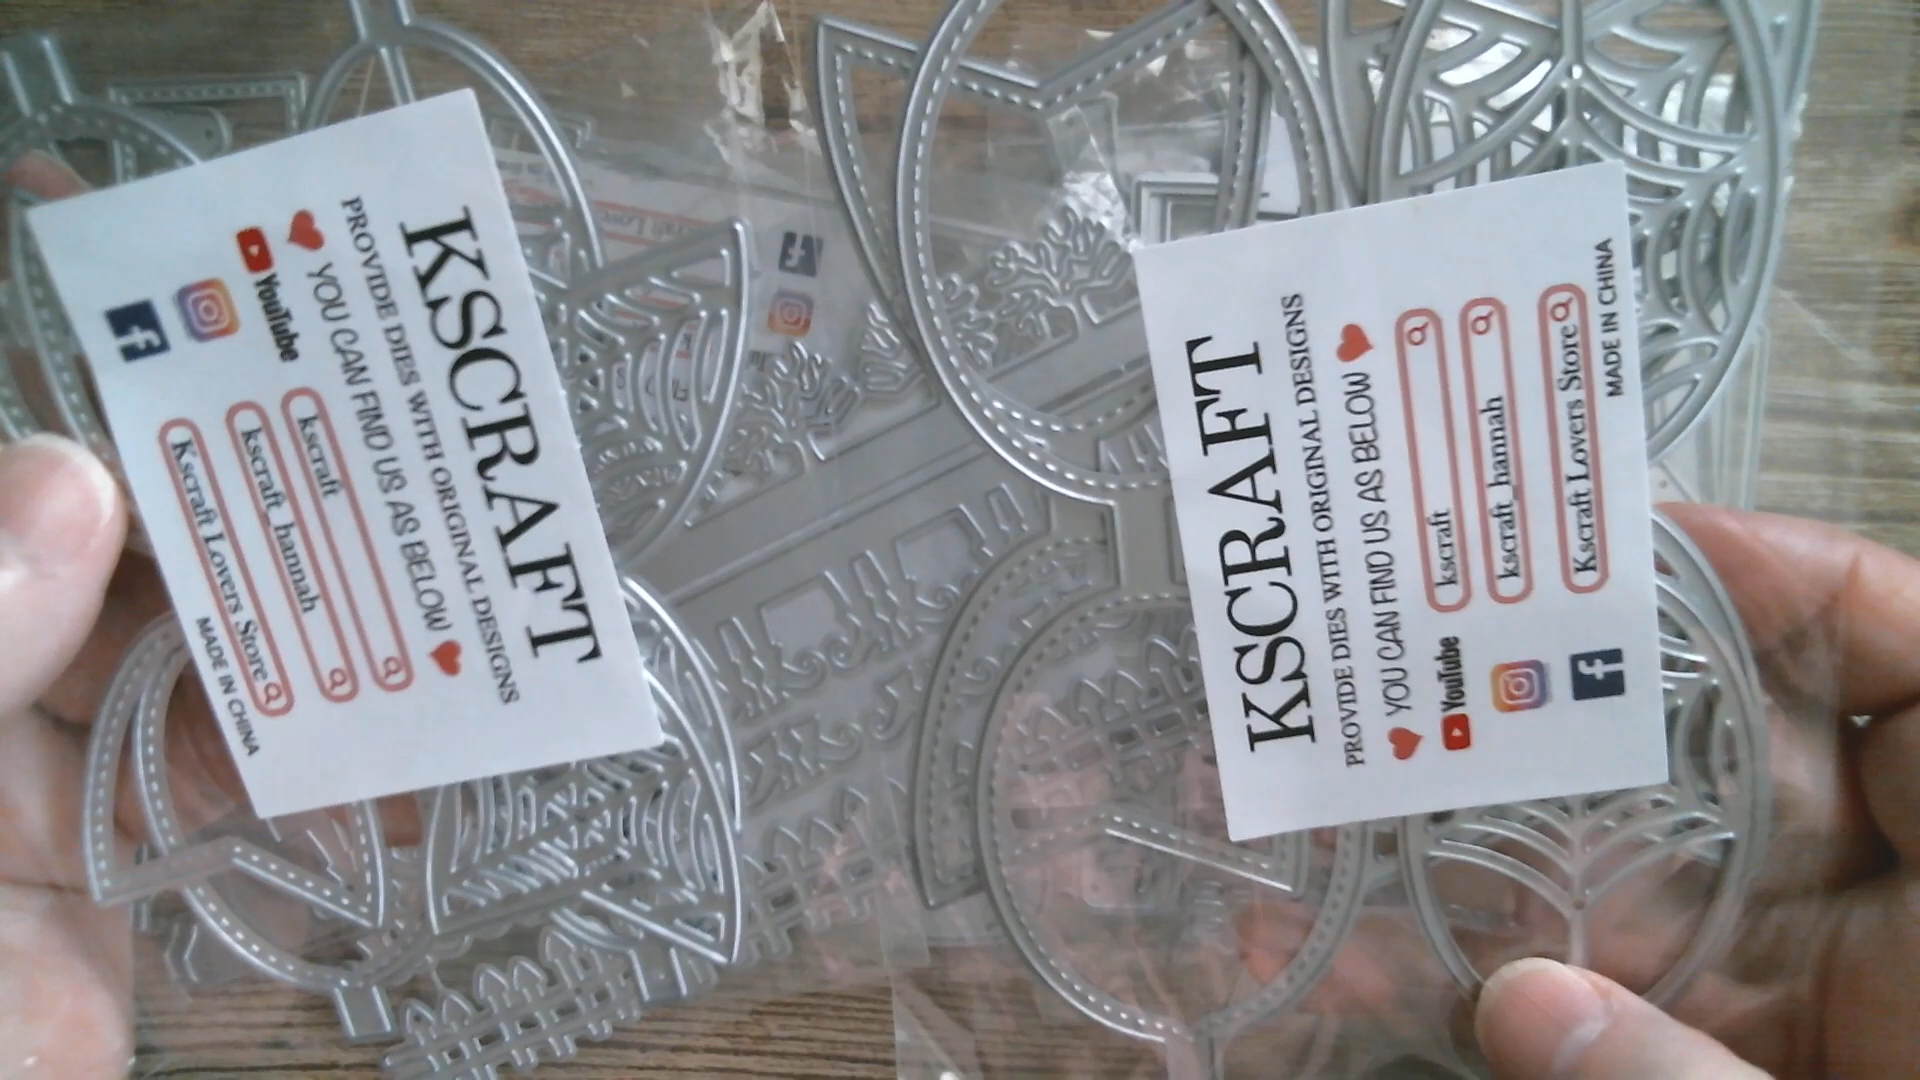 KSCRAFT
PROVIDE DIES WITH ORIGINAL DESIGNS
YOU CAN FIND US AS BELOW
YouTube kscraft
kscraft_hannah
Kscraft Lovers Store
MADE IN CHINA
KSCRAFT
PROVIDE DIES WITH ORIGINAL DESIGNS
YOU CAN FIND US AS BELOW
YouTube kscraft
kscraft_hannah
Kscraft Lovers Store
MADE IN CHINA